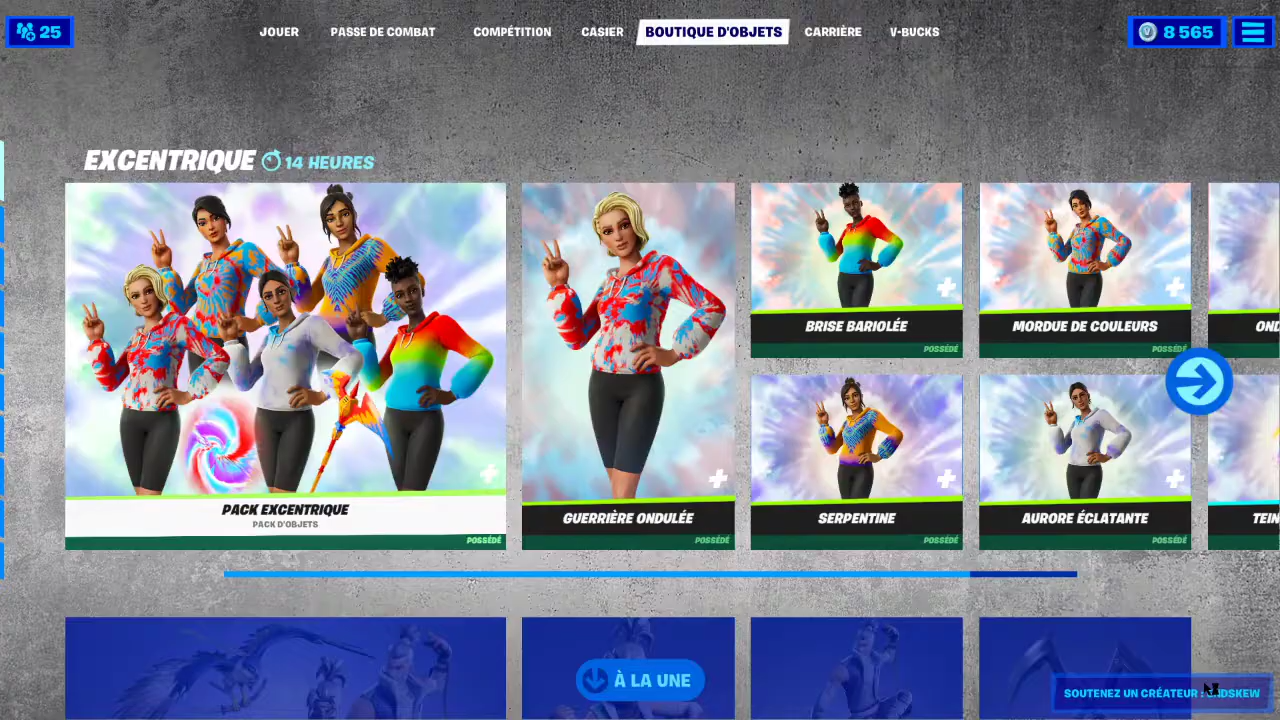 25
JOUER
PASSE DE COMBAT
COMPÉTITION
CASIER
BOUTIQUE D'OBJETS
CARRIÈRE
V-BUCKS
8 565
EXCENTRIQUE
14 HEURES
PACK EXCENTRIQUE
PACK D'OBJETS
POSSÉDÉ
GUERRIÈRE ONDULÉE
POSSÉDÉ
BRISE BARIOLÉE
POSSÉDÉ
MORDUE DE COULEURS
POSSÉDÉ
SERPENTINE
POSSÉDÉ
AURORE ÉCLATANTE
POSSÉDÉ
À LA UNE
SOUTENEZ UN CRÉATEUR :